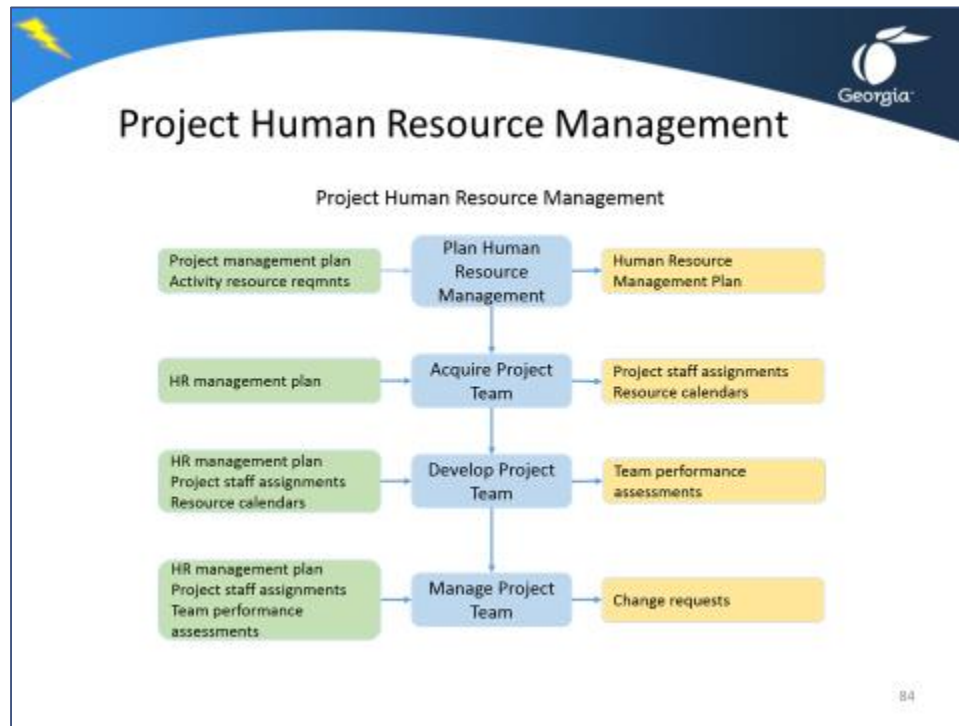 Georgia
Project Human Resource Management
Project Human Resource Management
Project management plan
Activity resource reqmnts
Plan Human
Resource
Management
Human Resource
Management Plan
HR management plan
Acquire Project
Team
Project staff assignments
Resource calendars
HR management plan
Project staff assignments
Resource calendars
Develop Project
Team
Team performance
assessments
HR management plan
Project staff assignments
Team performance
assessments
Manage Project
Team
Change requests
84